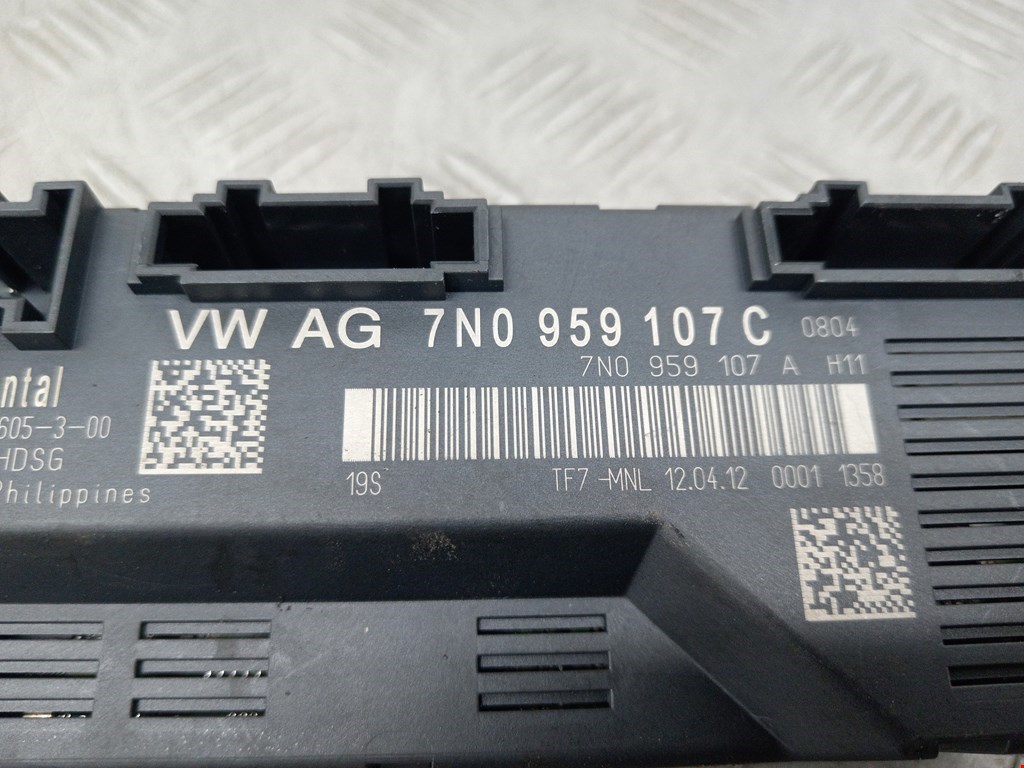 VW AG 7N0 959 107 C 0804
7N0 959 107 A H11
ntal
605-3-00
HDSG
Philippines
19S
TF7-MNL 12.04.12 0001 1358